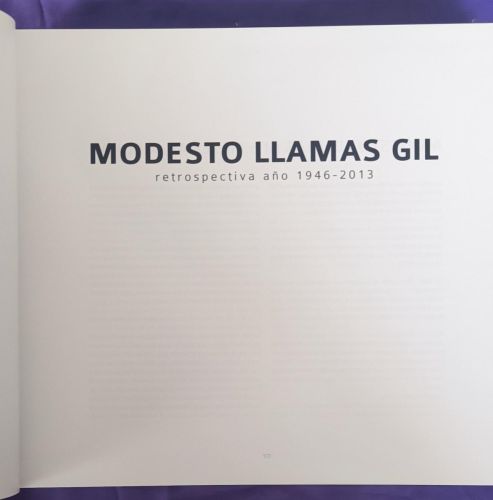 MODESTO LLAMAS GIL
retrospectiva año 1946-2013